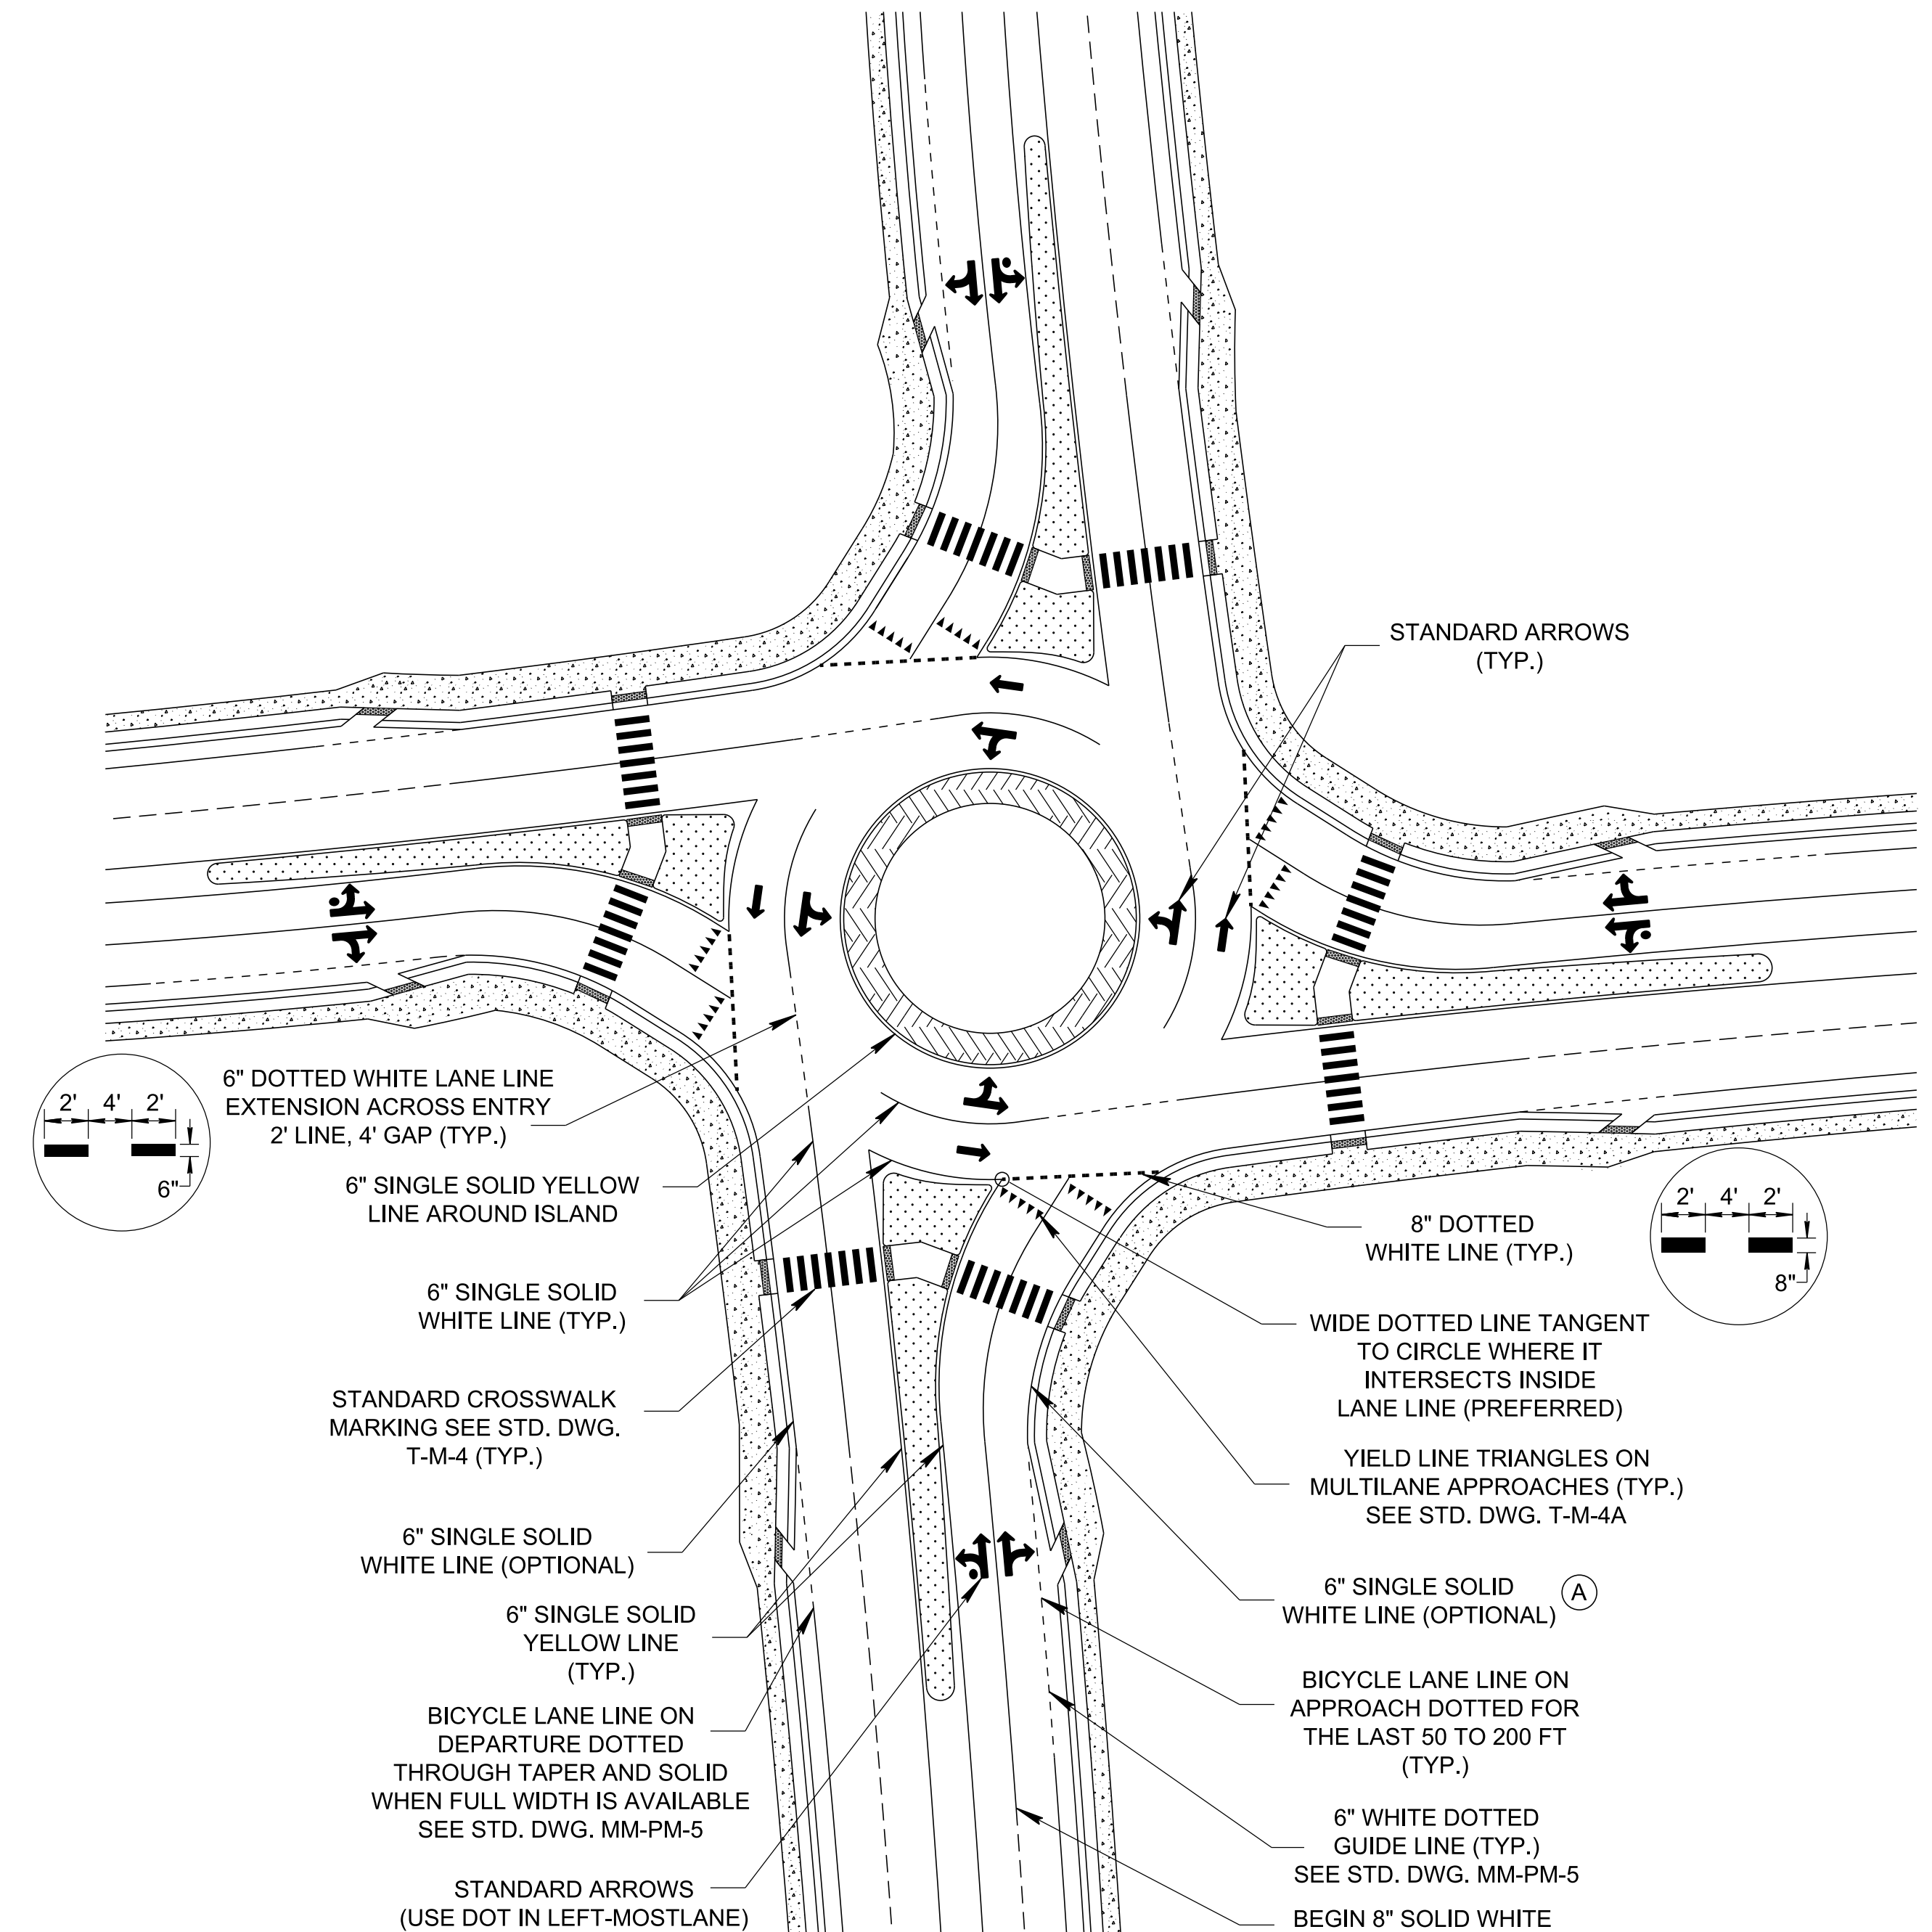 STANDARD ARROWS
(TYP.)
6" DOTTED WHITE LANE LINE
EXTENSION ACROSS ENTRY
2' LINE, 4' GAP (TYP.)
2' 4' 2'
6"
6" SINGLE SOLID YELLOW
LINE AROUND ISLAND
6" SINGLE SOLID
WHITE LINE (TYP.)
STANDARD CROSSWALK
MARKING SEE STD. DWG.
T-M-4 (TYP.)
6" SINGLE SOLID
WHITE LINE (OPTIONAL)
6" SINGLE SOLID
YELLOW LINE
(TYP.)
BICYCLE LANE LINE ON
DEPARTURE DOTTED
THROUGH TAPER AND SOLID
WHEN FULL WIDTH IS AVAILABLE
SEE STD. DWG. MM-PM-5
STANDARD ARROWS
(USE DOT IN LEFT-MOSTLANE)
8" DOTTED
WHITE LINE (TYP.)
2' 4' 2'
8"
WIDE DOTTED LINE TANGENT
TO CIRCLE WHERE IT
INTERSECTS INSIDE
LANE LINE (PREFERRED)
YIELD LINE TRIANGLES ON
MULTILANE APPROACHES (TYP.)
SEE STD. DWG. T-M-4A
6" SINGLE SOLID
WHITE LINE (OPTIONAL)
A
BICYCLE LANE LINE ON
APPROACH DOTTED FOR
THE LAST 50 TO 200 FT
(TYP.)
6" WHITE DOTTED
GUIDE LINE (TYP.)
SEE STD. DWG. MM-PM-5
BEGIN 8" SOLID WHITE